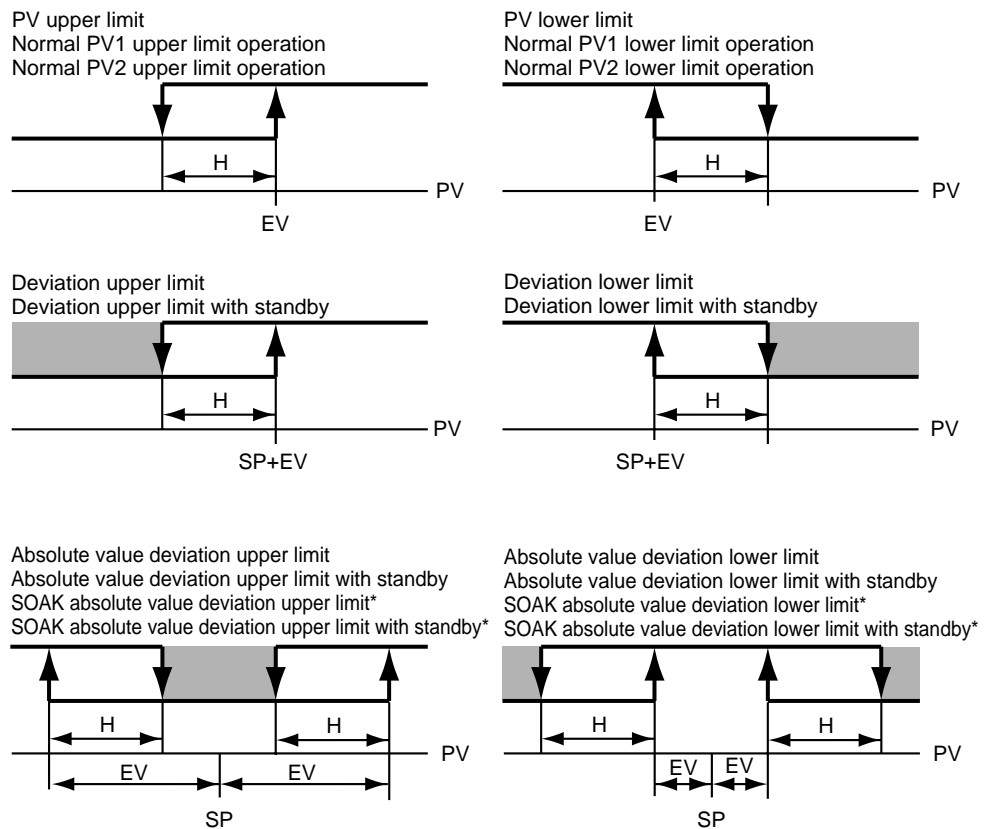 PV upper limit
Normal PV1 upper limit operation
Normal PV2 upper limit operation
H
PV
EV
PV lower limit
Normal PV1 lower limit operation
Normal PV2 lower limit operation
H
PV
EV
Deviation upper limit
Deviation upper limit with standby
H
PV
SP+EV
Deviation lower limit
Deviation lower limit with standby
H
PV
SP+EV
Absolute value deviation upper limit
Absolute value deviation upper limit with standby
SOAK absolute value deviation upper limit*
SOAK absolute value deviation upper limit with standby*
H
H
PV
EV
EV
SP
Absolute value deviation lower limit
Absolute value deviation lower limit with standby
SOAK absolute value deviation lower limit*
SOAK absolute value deviation lower limit with standby*
H
H
PV
EV
EV
SP